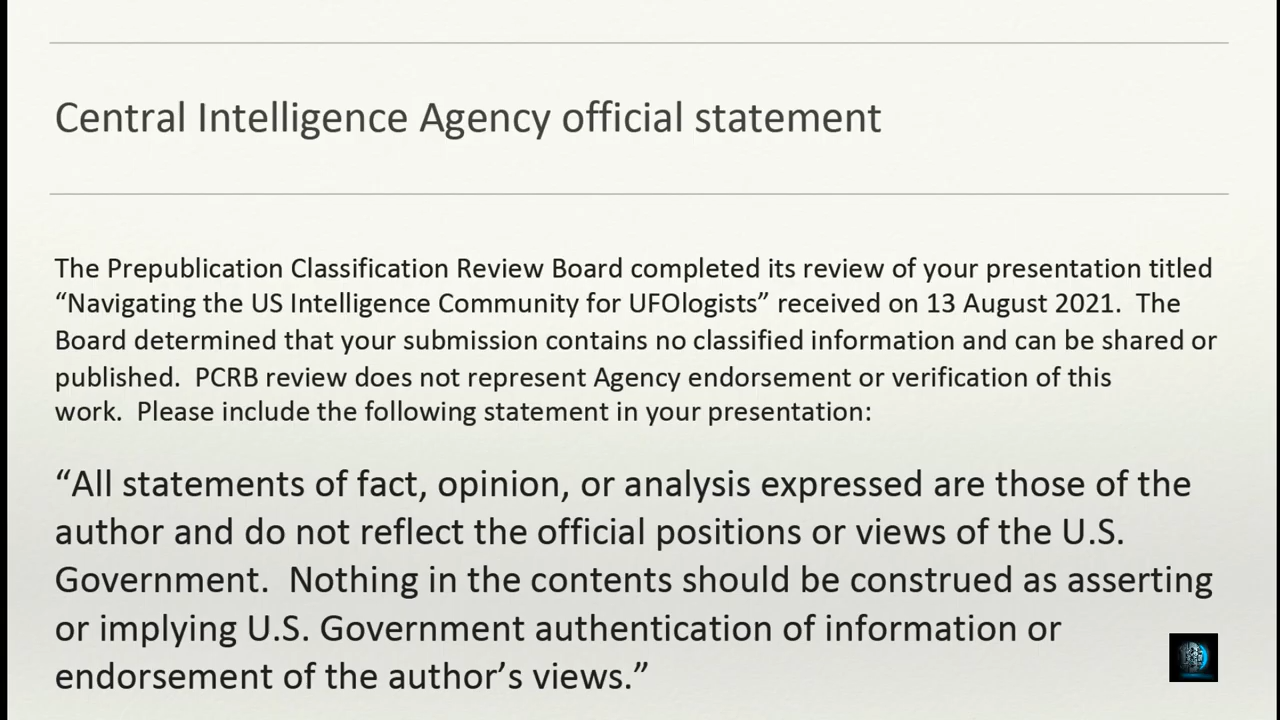 Central Intelligence Agency official statement
The Prepublication Classification Review Board completed its review of your presentation titled
“Navigating the US Intelligence Community for UFOlogists” received on 13 August 2021.  The
Board determined that your submission contains no classified information and can be shared or
published.  PCRB review does not represent Agency endorsement or verification of this
work.  Please include the following statement in your presentation:
“All statements of fact, opinion, or analysis expressed are those of the
author and do not reflect the official positions or views of the U.S.
Government.  Nothing in the contents should be construed as asserting
or implying U.S. Government authentication of information or
endorsement of the author’s views.”